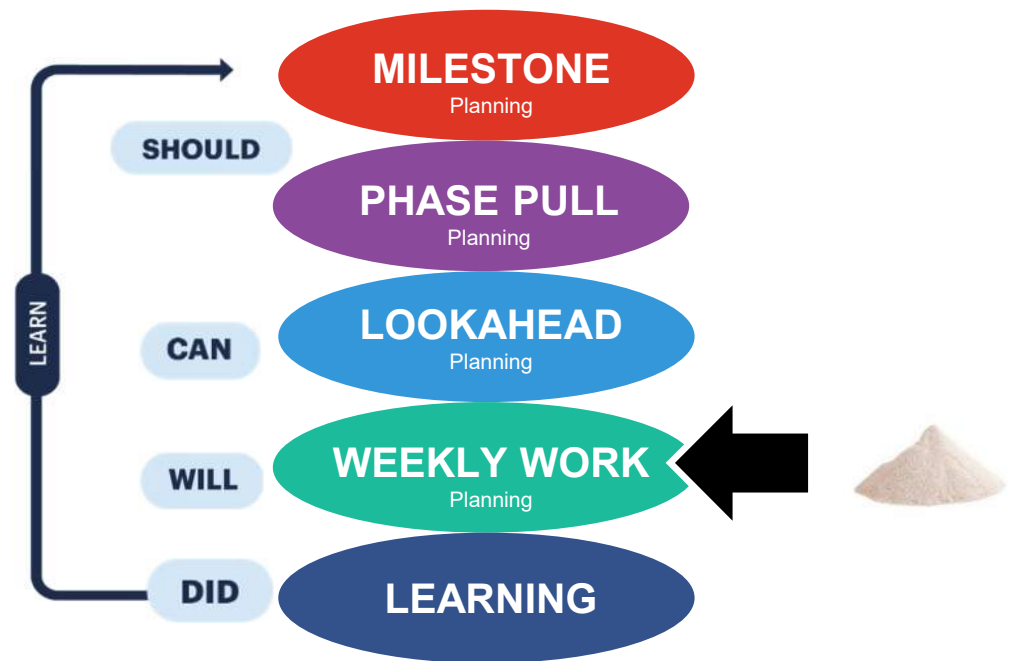 MILESTONE
Planning
SHOULD
PHASE PULL
Planning
LEARN
LOOKAHEAD
Planning
CAN
WEEKLY WORK
Planning
WILL
DID
LEARNING